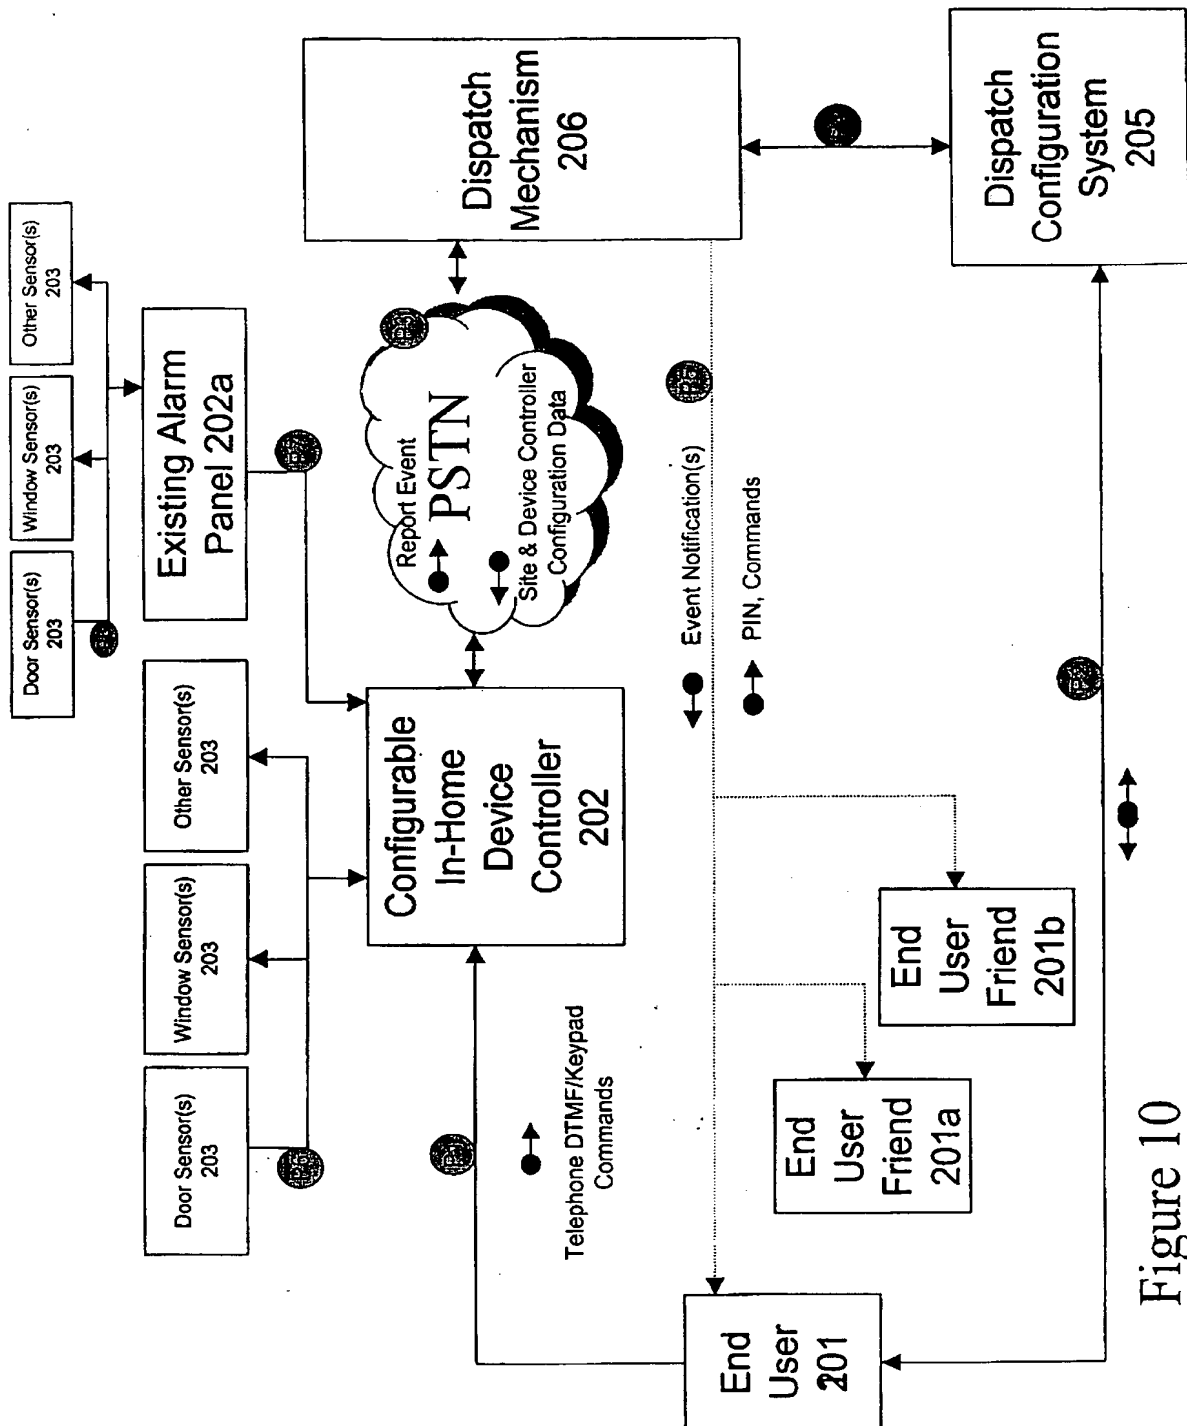 Door Sensor(s)
203
Window Sensor(s)
203
Other Sensor(s)
203
Door Sensor(s)
203
Window Sensor(s)
203
Other Sensor(s)
203
Existing Alarm
Panel 202a
Configurable
In-Home
Device
Controller
202
Report Event
PSTN
Site & Device Controller
Configuration Data
Dispatch
Mechanism
206
Telephone DTMF/Keypad
Commands
Event Notification(s)
PIN, Commands
End
User
201
End
User
Friend
201a
End
User
Friend
201b
Dispatch
Configuration
System
205
Figure 10